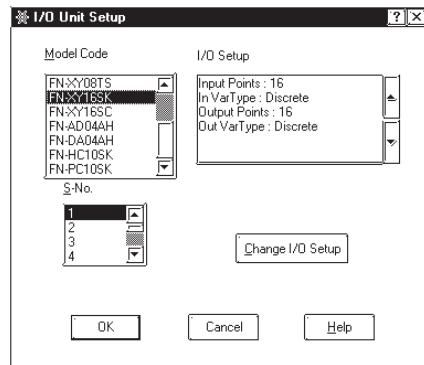 I/O Unit Setup
Model Code
FN-XY08TS
FN-XY16SK
FN-XY16SC
FN-AD04AH
FN-DA04AH
FN-HC10SK
FN-PC10SK
I/O Setup
Input Points : 16
In VarType : Discrete
Output Points : 16
Out VarType : Discrete
S-No.
1
2
3
4
Change I/O Setup
OK
Cancel
Help